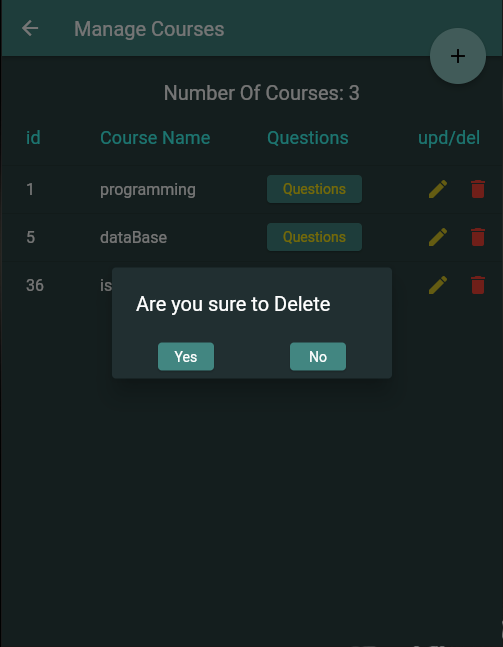 Manage Courses
+
Number Of Courses: 3
id Course Name Questions upd/del
1 programming Questions
5 dataBase Questions
36 is
Are you sure to Delete
Yes No